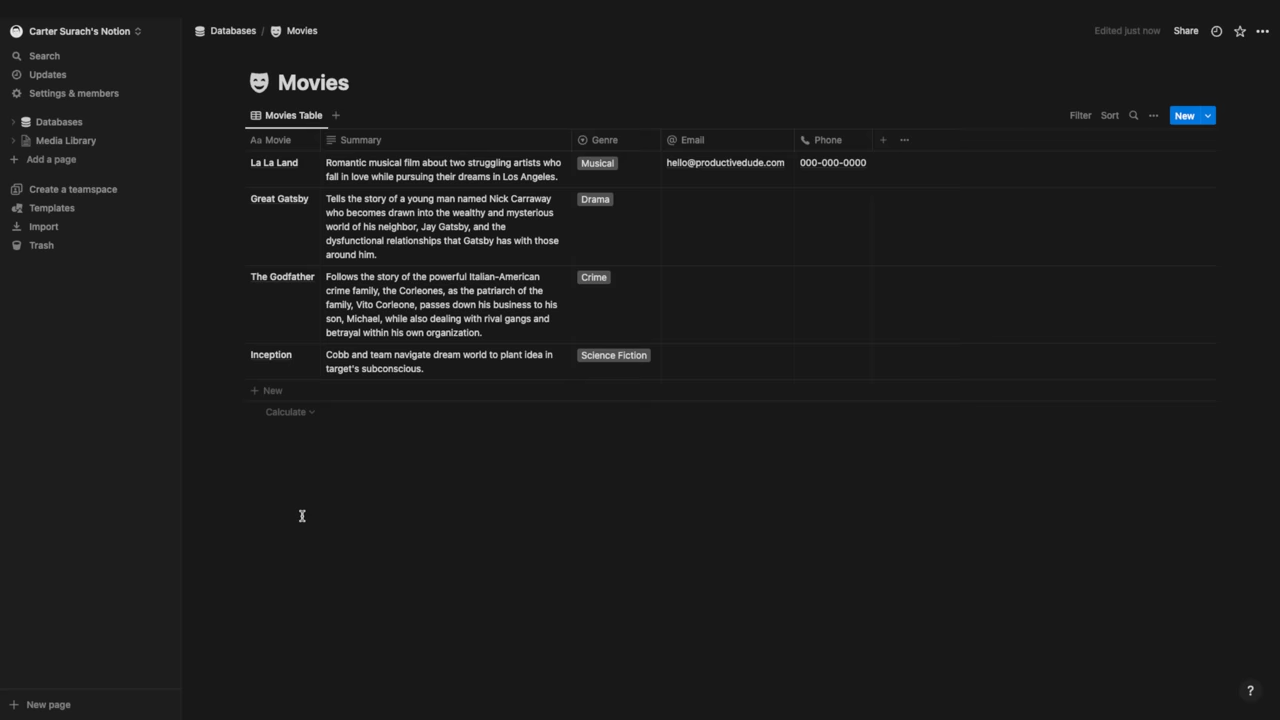 Carter Surach's Notion
Search
Updates
Settings & members
Databases
Media Library
Add a page
Create a teamspace
Templates
Import
Trash
New page
Databases / Movies
Edited just now
Share
Movies
Movies Table
Filter
Sort
New
Aa Movie
Summary
Genre
Email
Phone
La La Land
Romantic musical film about two struggling artists who
fall in love while pursuing their dreams in Los Angeles.
Musical
hello@productivedude.com
000-000-0000
Great Gatsby
Tells the story of a young man named Nick Carraway
who becomes drawn into the wealthy and mysterious
world of his neighbor, Jay Gatsby, and the
dysfunctional relationships that Gatsby has with those
around him.
Drama
The Godfather
Follows the story of the powerful Italian-American
crime family, the Corleones, as the patriarch of the
family, Vito Corleone, passes down his business to his
son, Michael, while also dealing with rival gangs and
betrayal within his own organization.
Crime
Inception
Cobb and team navigate dream world to plant idea in
target's subconscious.
Science Fiction
+ New
Calculate
?